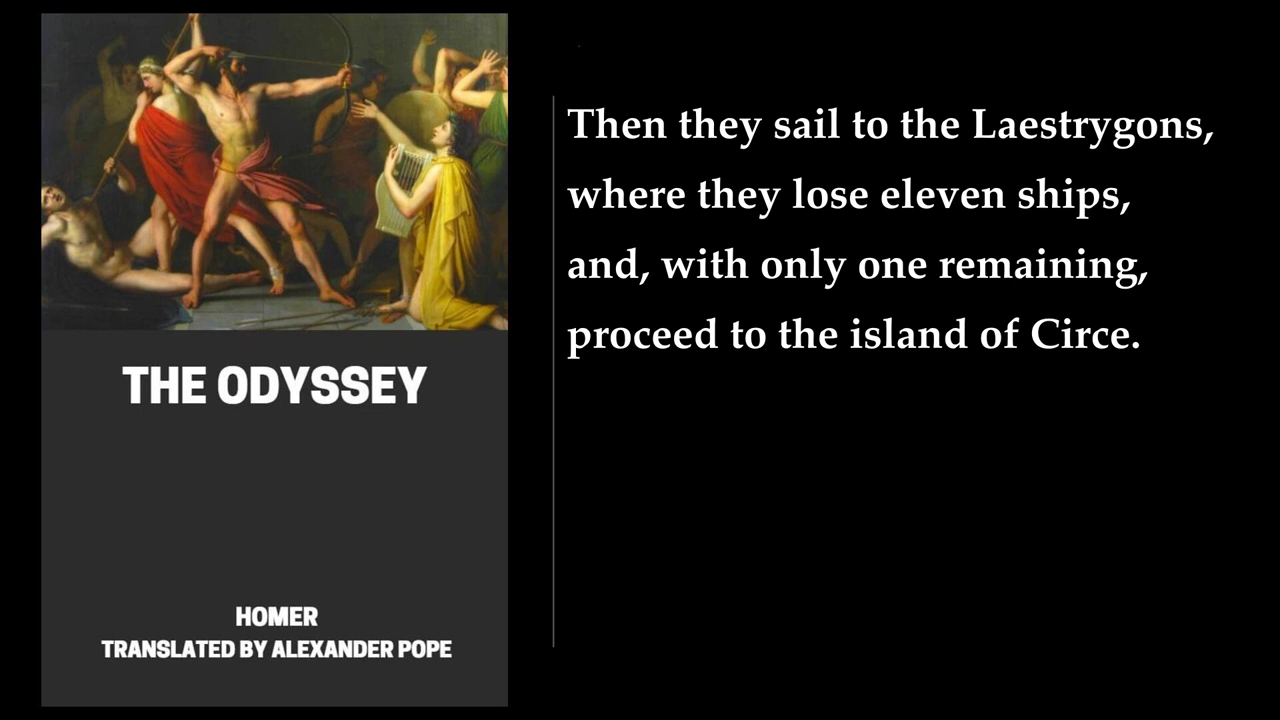 THE ODYSSEY
HOMER
TRANSLATED BY ALEXANDER POPE
Then they sail to the Laestrygons,
where they lose eleven ships,
and, with only one remaining,
proceed to the island of Circe.